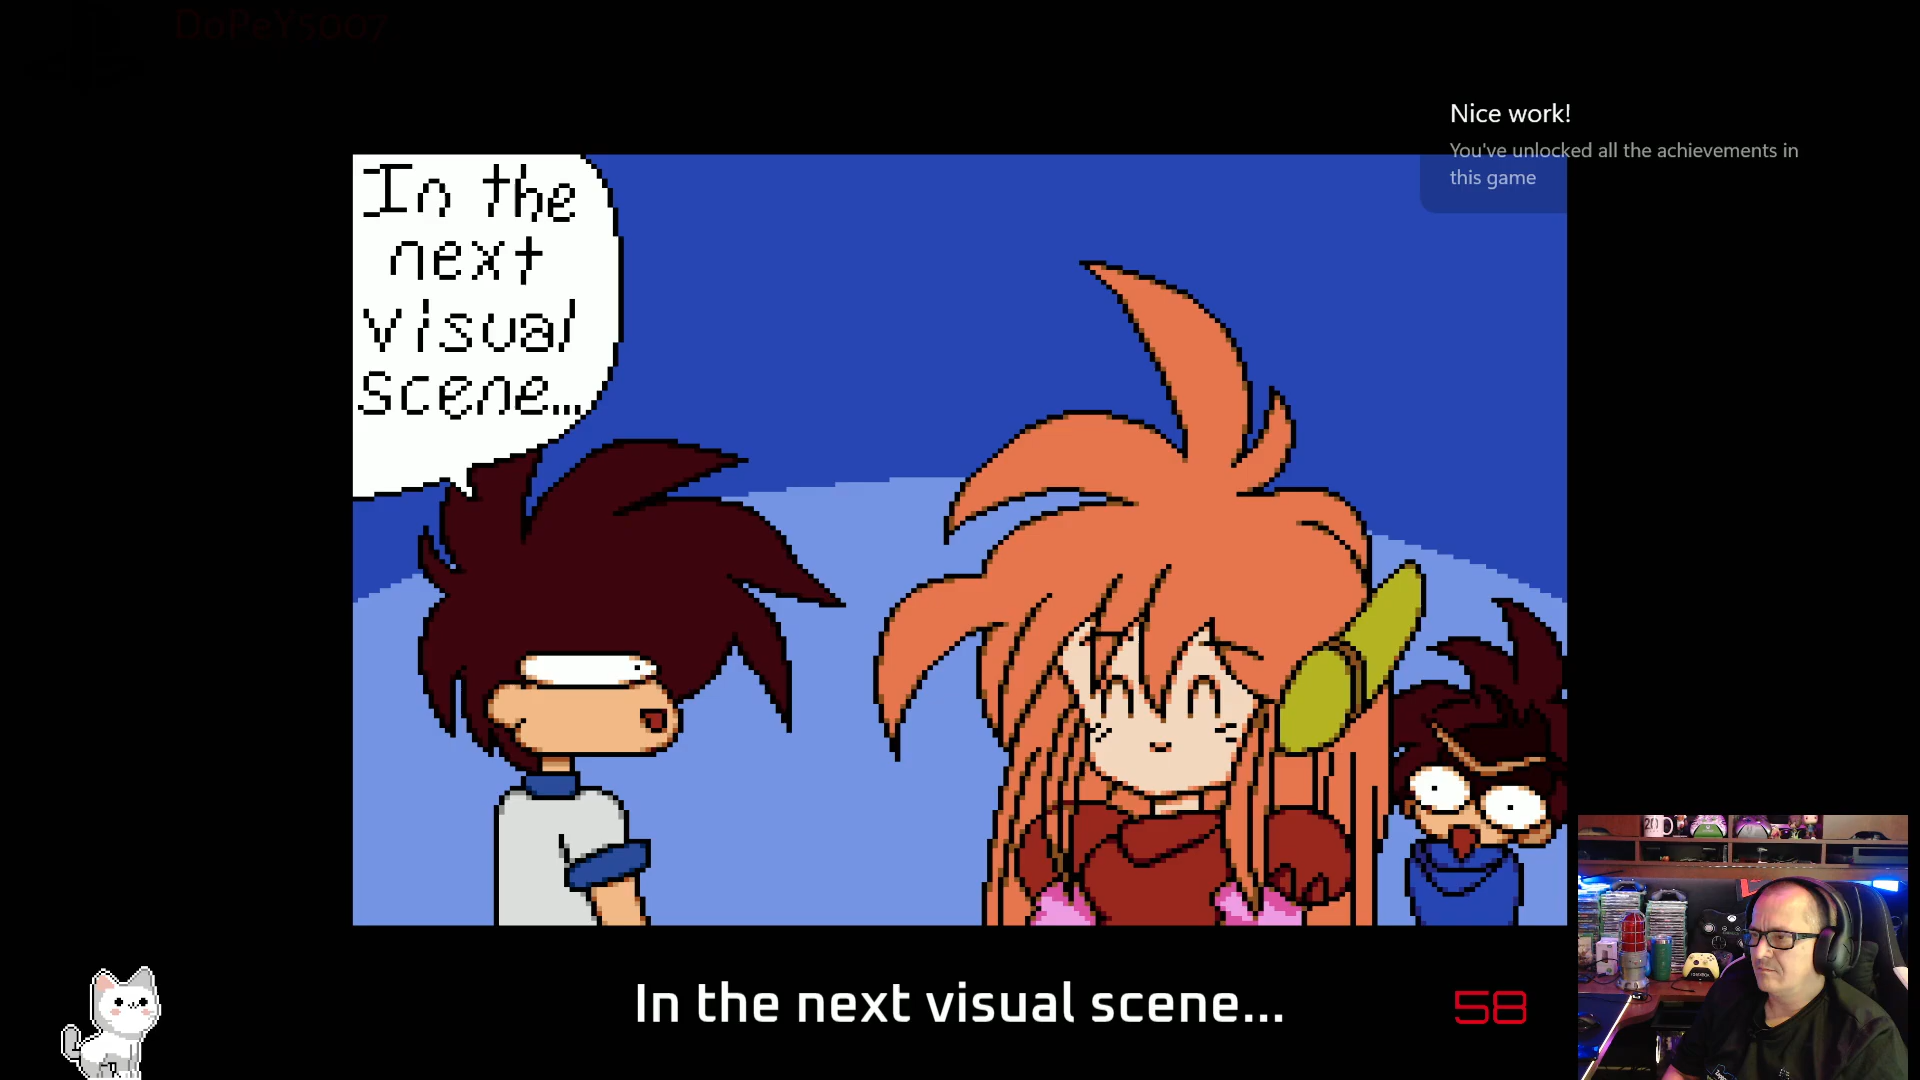 DoPeY5007
Nice work!
You've unlocked all the achievements in
this game
In the
next
visual
scene...
In the next visual scene...
58